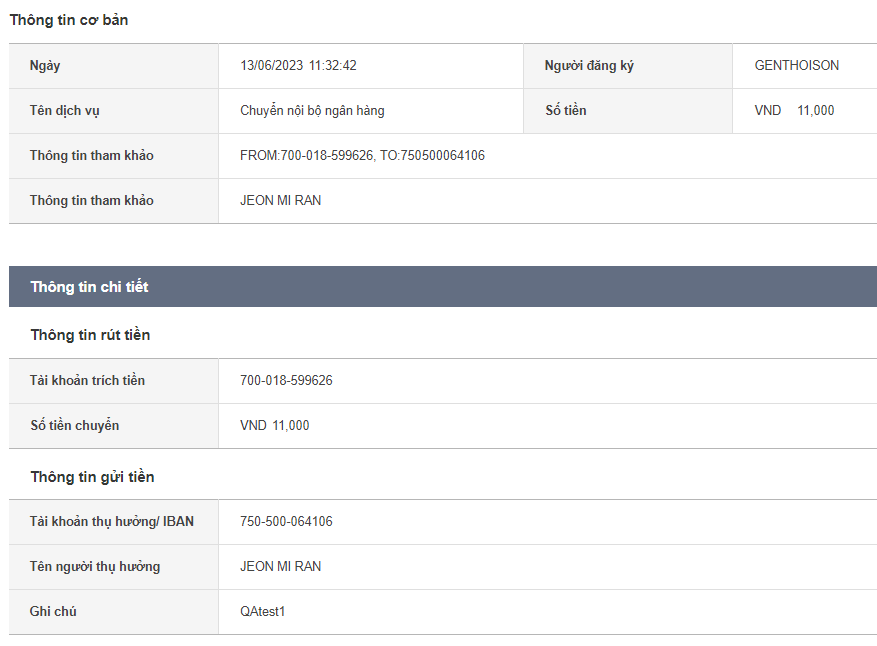 Thông tin cơ bản
Ngày 13/06/2023 11:32:42 Người đăng ký GENTHOISON
Tên dịch vụ Chuyển nội bộ ngân hàng Số tiền VND 11,000
Thông tin tham khảo FROM:700-018-599626, TO:750500064106
Thông tin tham khảo JEON MI RAN
Thông tin chi tiết
Thông tin rút tiền
Tài khoản trích tiền 700-018-599626
Số tiền chuyển VND 11,000
Thông tin gửi tiền
Tài khoản thụ hưởng/ IBAN 750-500-064106
Tên người thụ hưởng JEON MI RAN
Ghi chú QAtest1